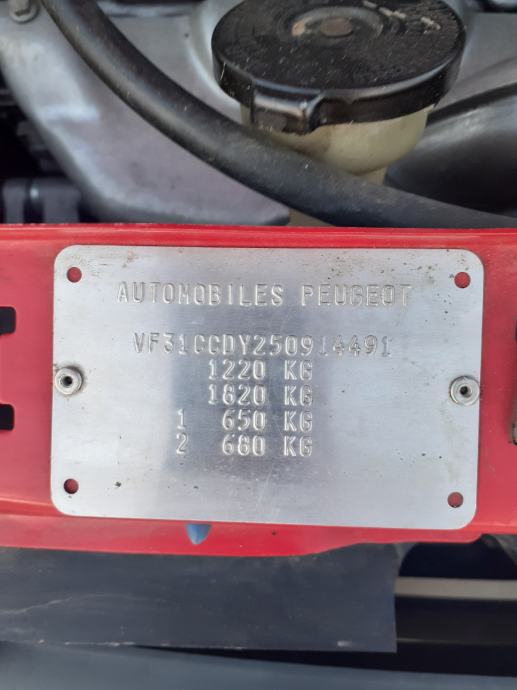 AUTOMOBILES PEUGEOT
VF31CCDY250914491
1220 KG
1820 KG
1 650 KG
2 680 KG